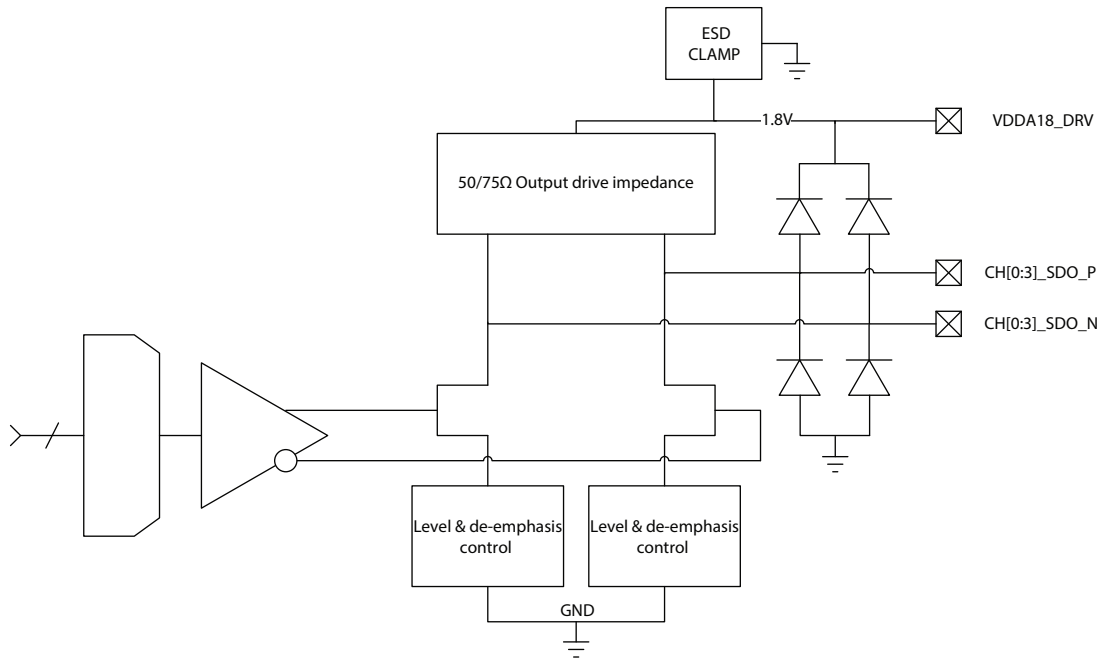 ESD
CLAMP
1.8V
VDDA18_DRV
50/75Ω Output drive impedance
CH[0:3]_SDO_P
CH[0:3]_SDO_N
Level & de-emphasis
control
Level & de-emphasis
control
GND